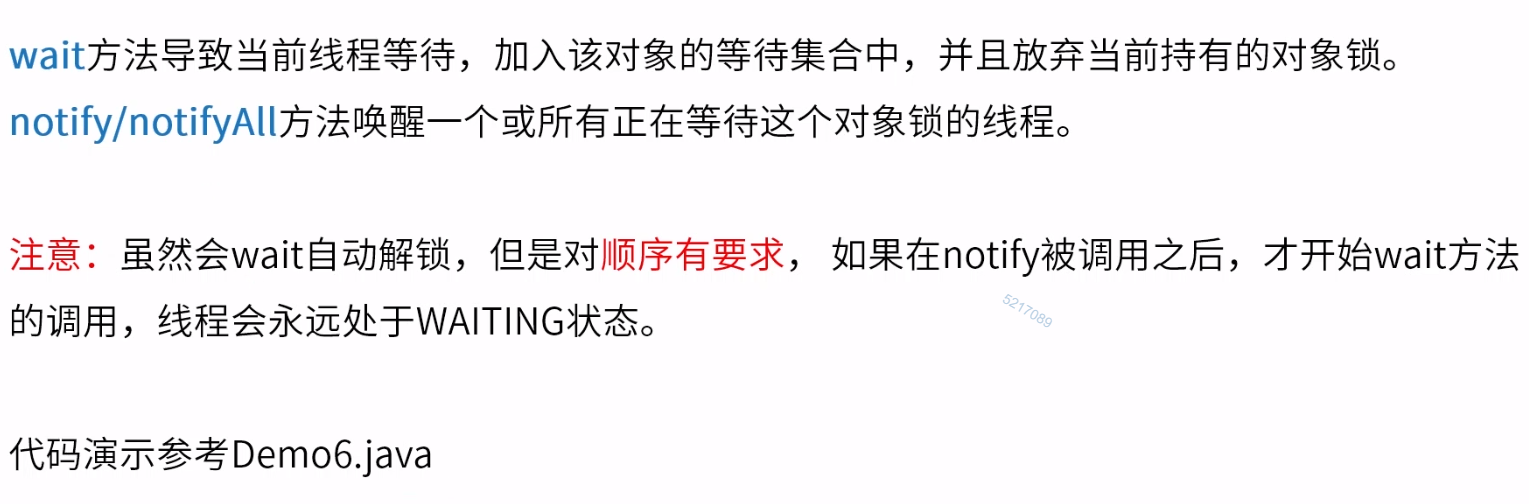 wait方法导致当前线程等待，加入该对象的等待集合中，并且放弃当前持有的对象锁。
notify/notifyAll方法唤醒一个或所有正在等待这个对象锁的线程。
注意：虽然会wait自动解锁，但是对顺序有要求， 如果在notify被调用之后，才开始wait方法
的调用，线程会永远处于WAITING状态。
5217089
代码演示参考Demo6.java